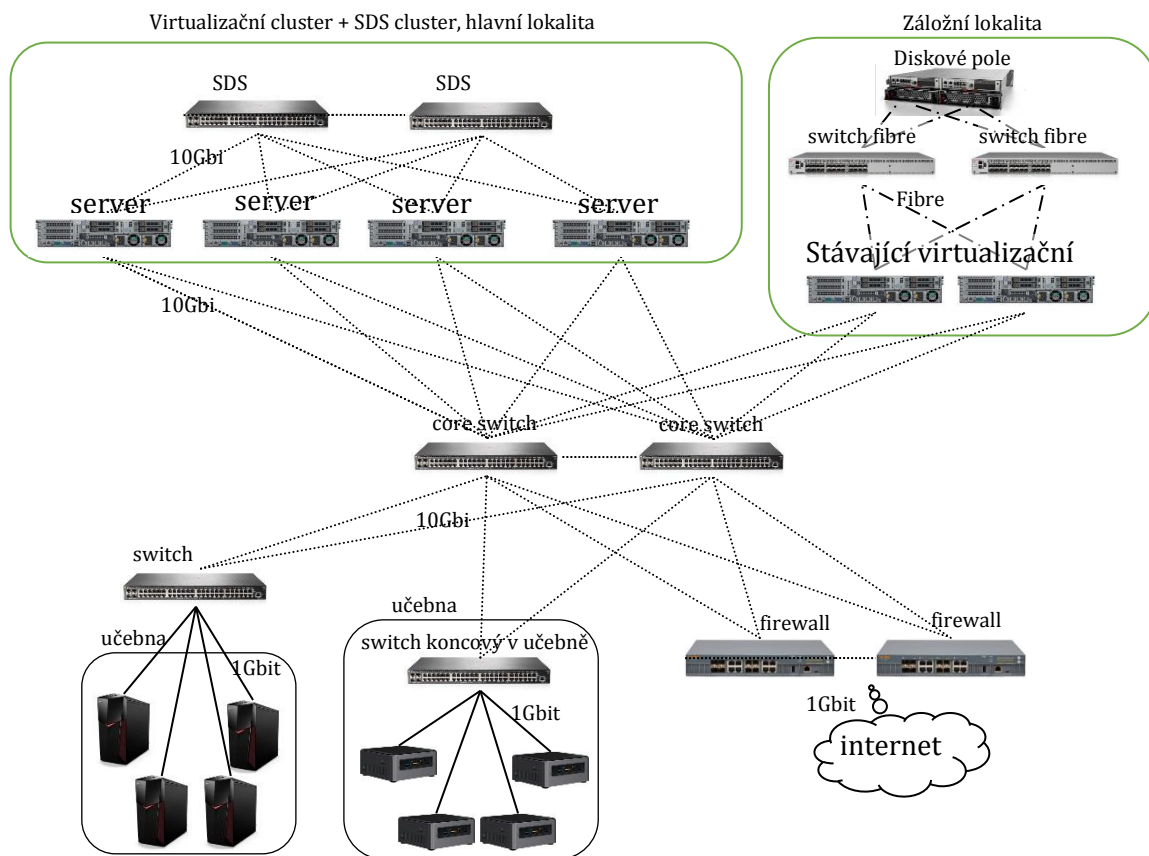 Virtualizační cluster + SDS cluster, hlavní lokalita
Záložní lokalita
Diskové pole
SDS
SDS
switch fibre
switch fibre
10Gbi
server
server
server
server
Fibre
Stávající virtualizační
10Gbi
core switch
core switch
10Gbi
switch
učebna
učebna
1Gbit
switch koncový v učebně
1Gbit
firewall
firewall
1Gbit
internet